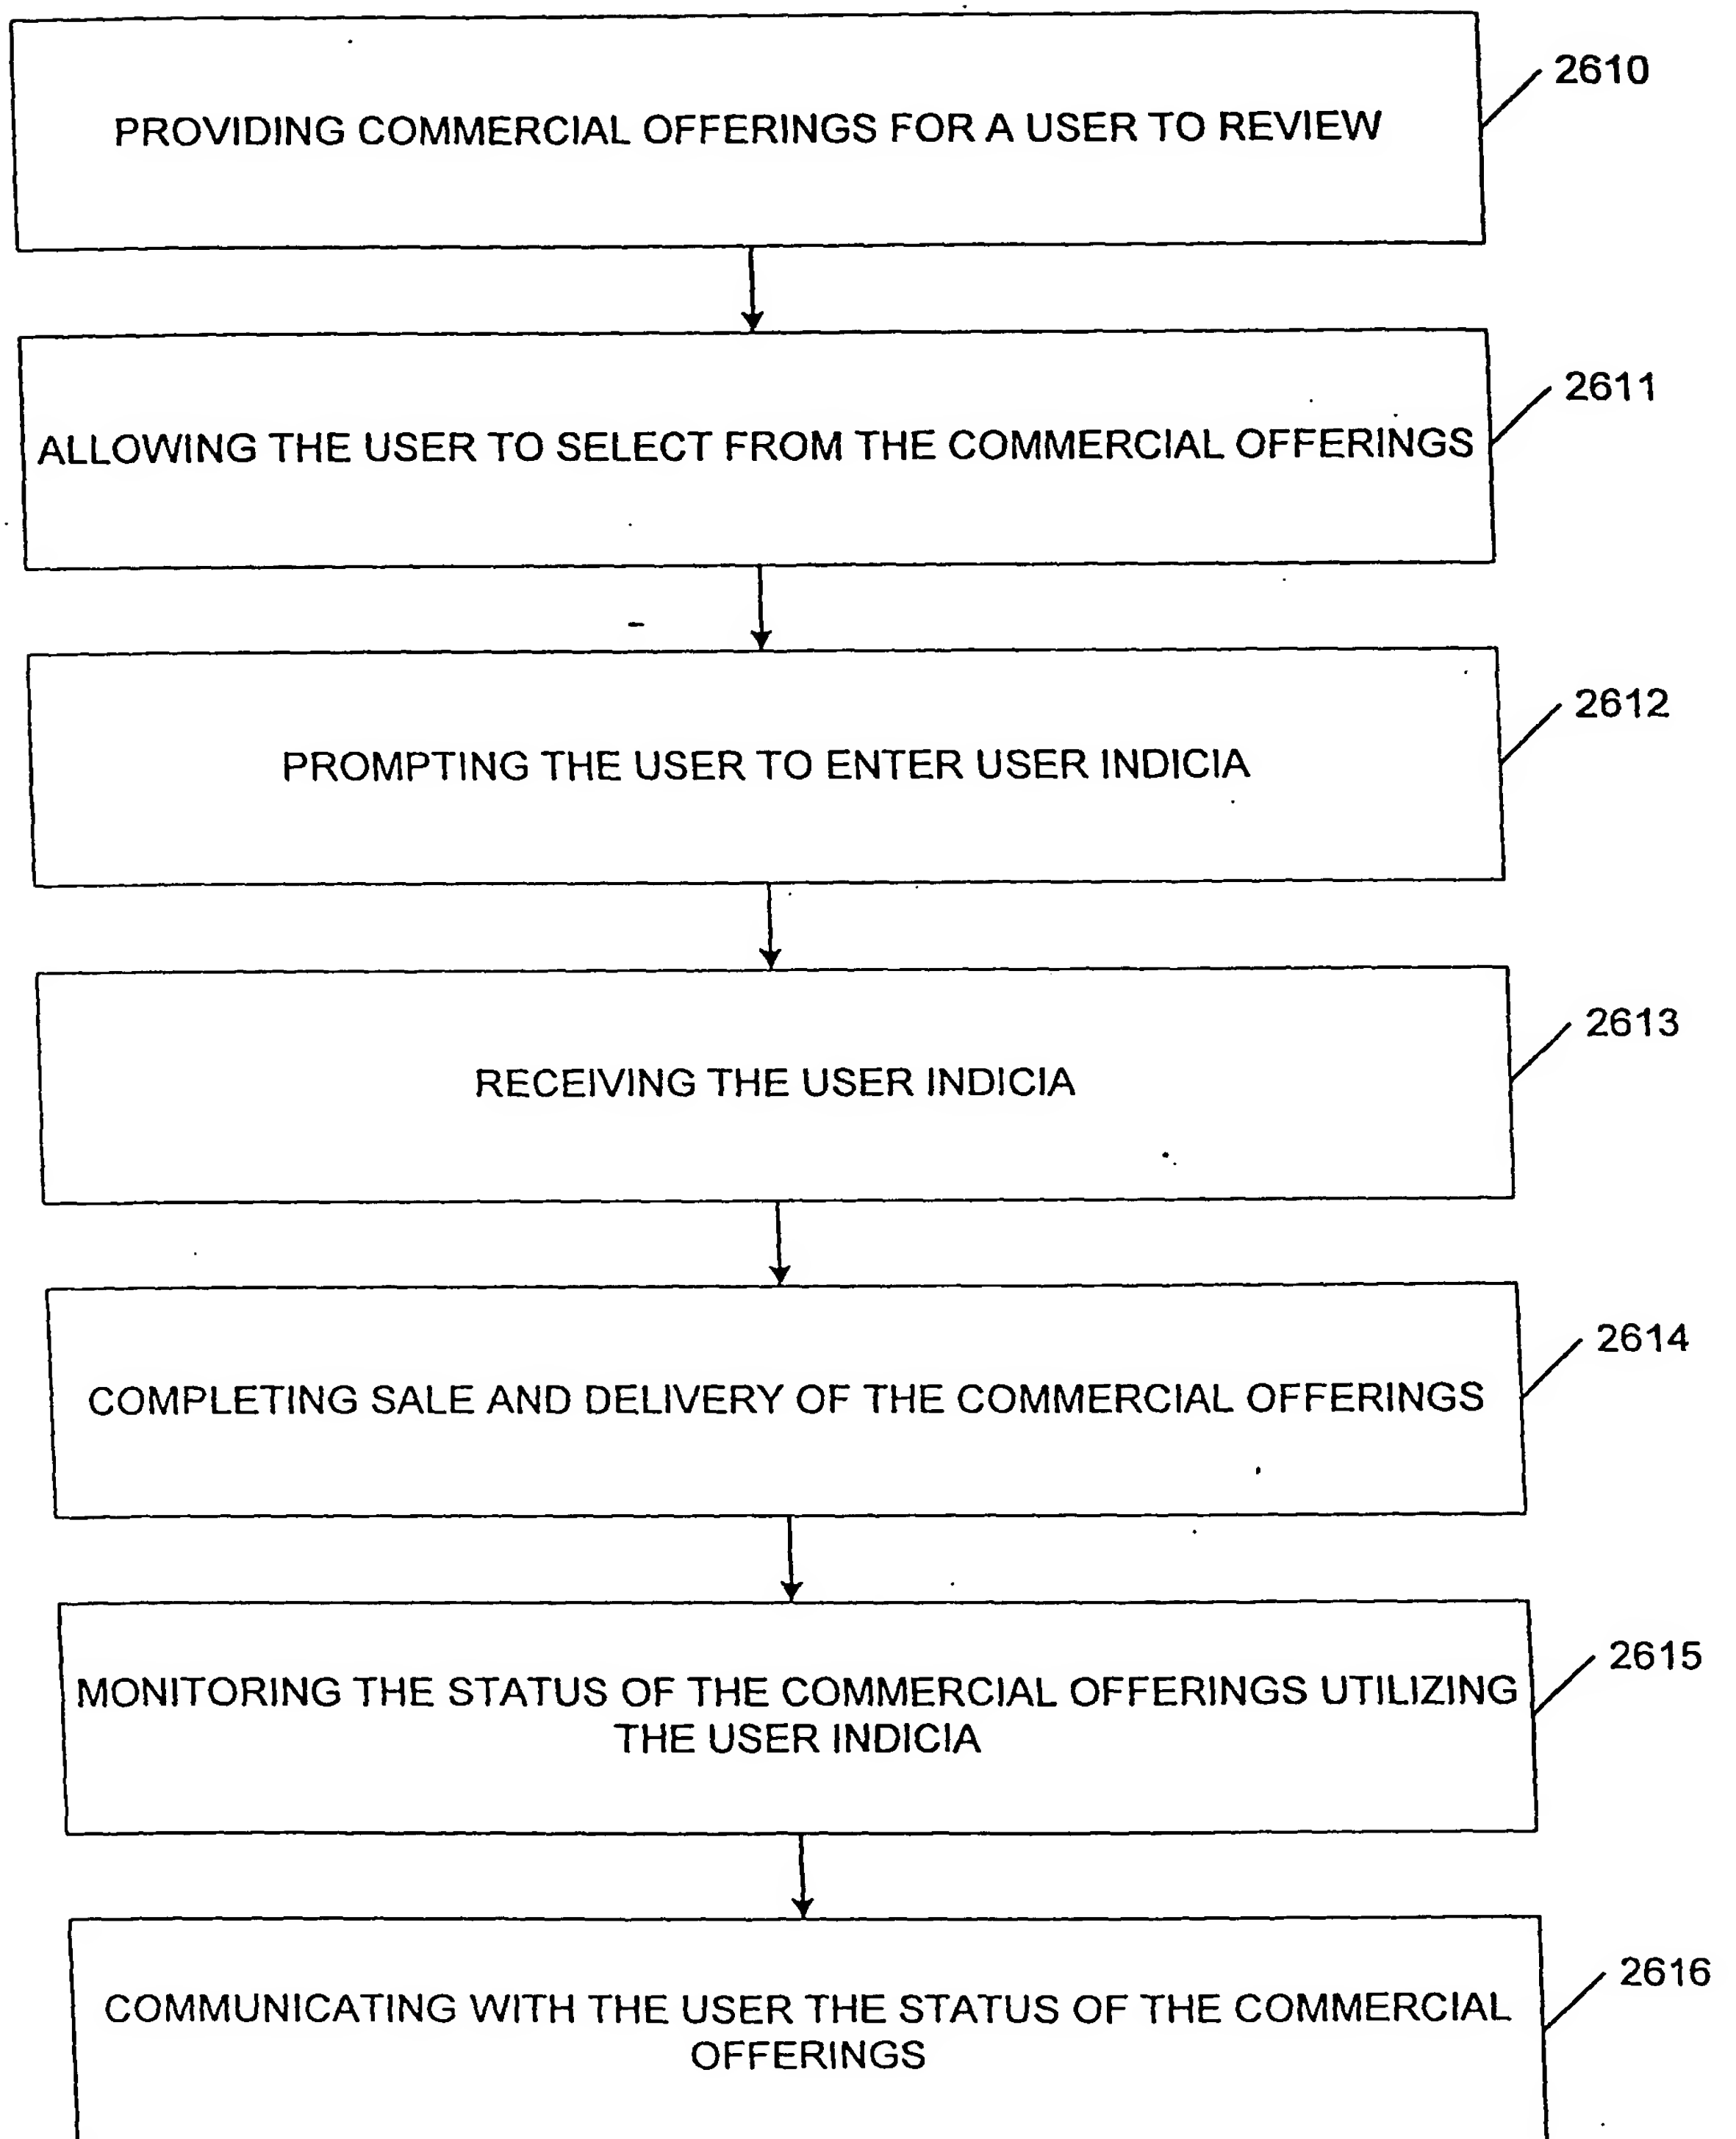 PROVIDING COMMERCIAL OFFERINGS FOR A USER TO REVIEW
2610
ALLOWING THE USER TO SELECT FROM THE COMMERCIAL OFFERINGS
2611
PROMPTING THE USER TO ENTER USER INDICIA
2612
RECEIVING THE USER INDICIA
2613
COMPLETING SALE AND DELIVERY OF THE COMMERCIAL OFFERINGS
2614
MONITORING THE STATUS OF THE COMMERCIAL OFFERINGS UTILIZING
THE USER INDICIA
2615
COMMUNICATING WITH THE USER THE STATUS OF THE COMMERCIAL
OFFERINGS
2616